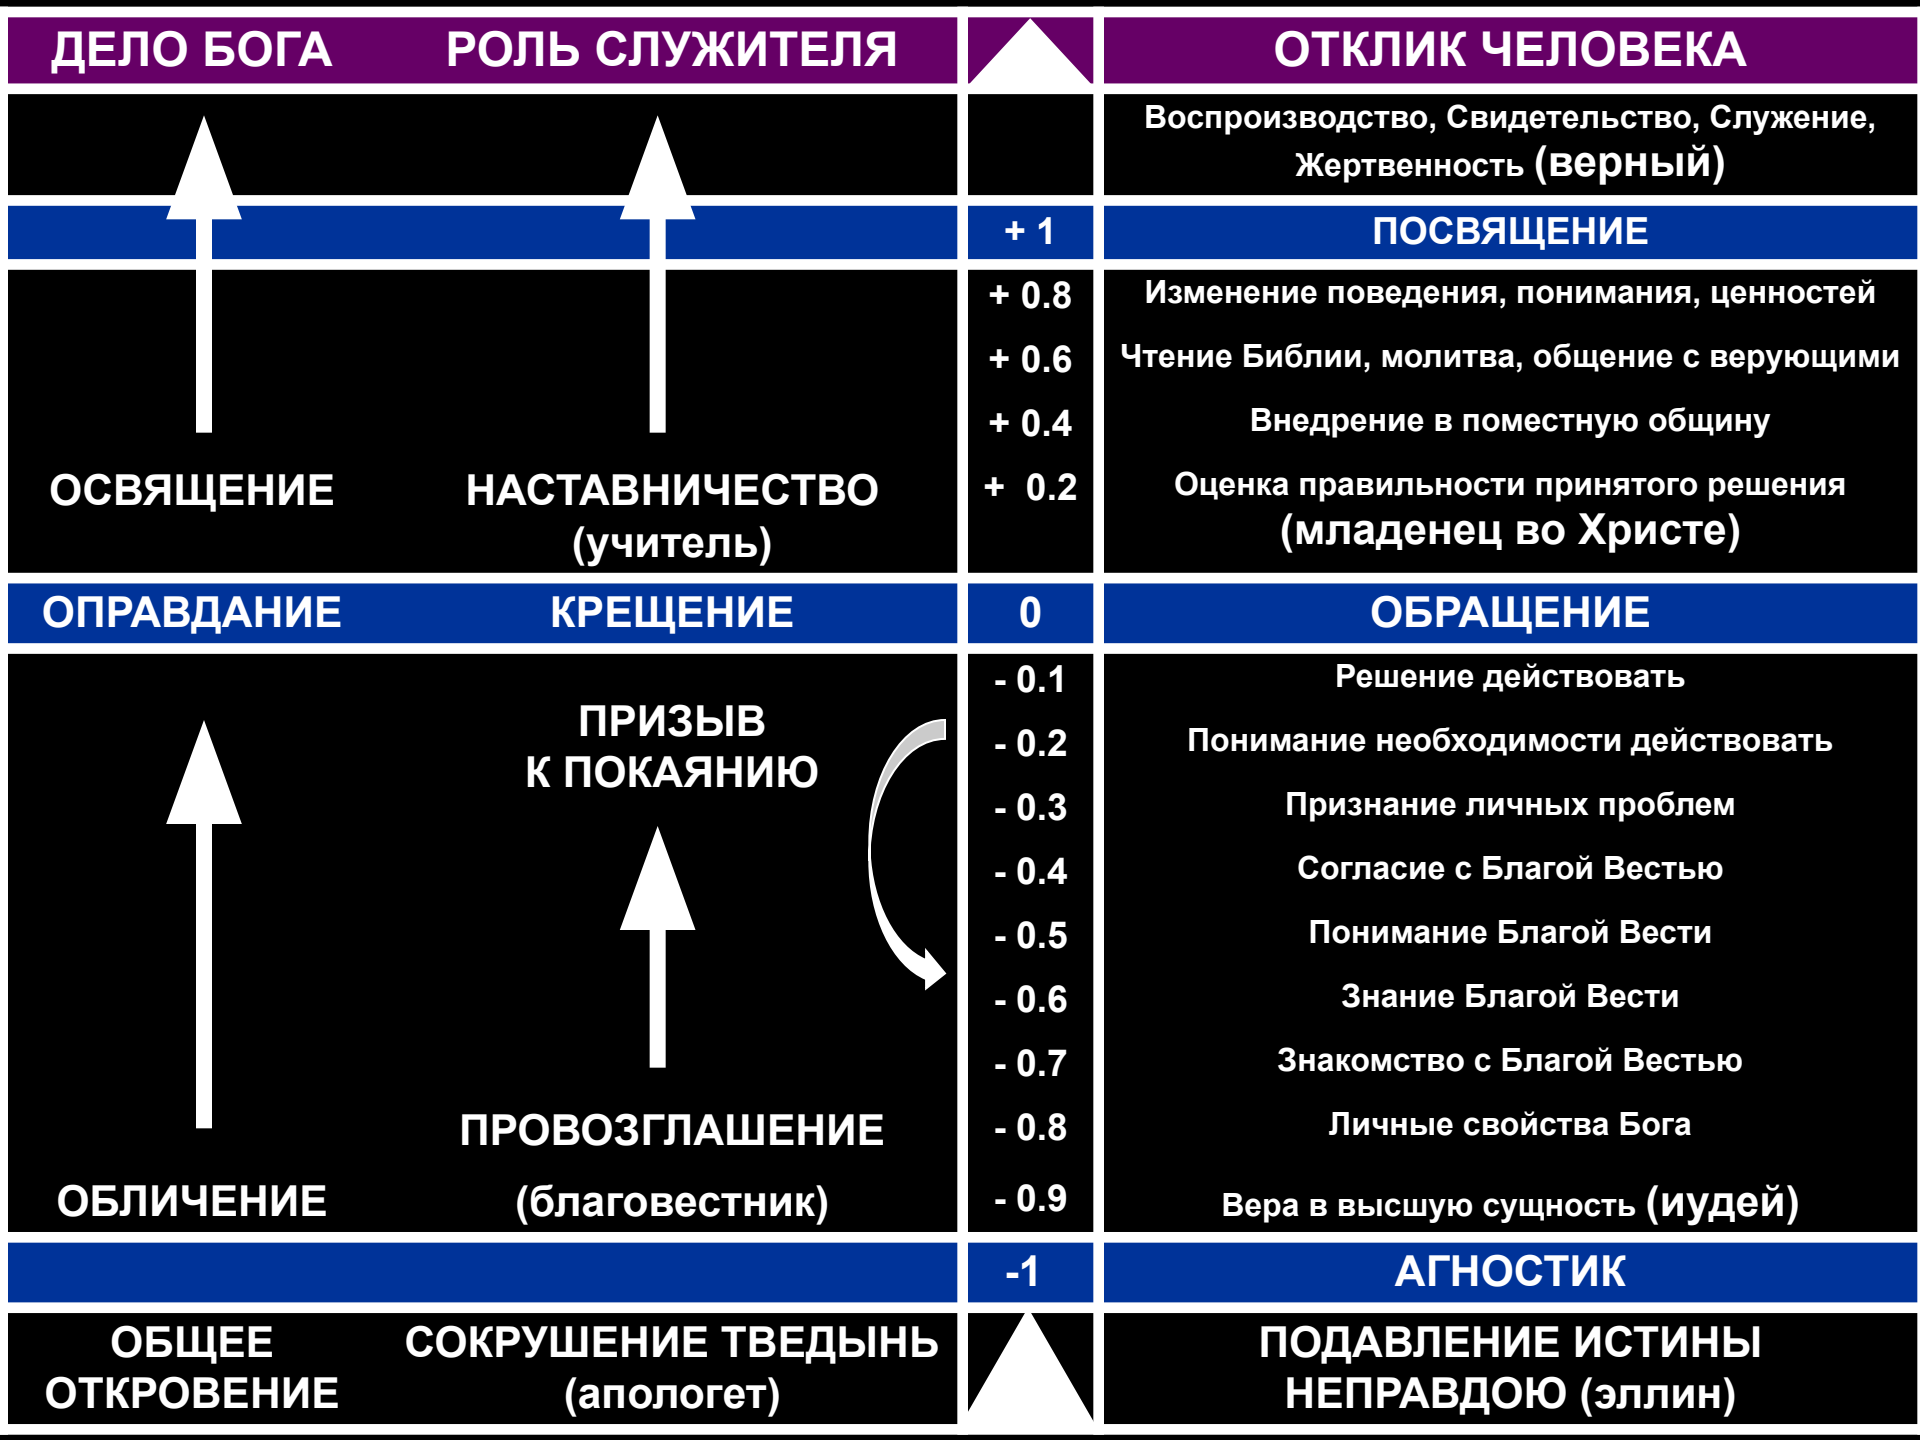 ДЕЛО БОГА РОЛЬ СЛУЖИТЕЛЯ ОТКЛИК ЧЕЛОВЕКА
Воспроизводство, Свидетельство, Служение,
Жертвенность (верный)
+ 1 ПОСВЯЩЕНИЕ
+ 0.8 Изменение поведения, понимания, ценностей
+ 0.6 Чтение Библии, молитва, общение с верующими
+ 0.4 Внедрение в поместную общину
ОСВЯЩЕНИЕ НАСТАВНИЧЕСТВО + 0.2 Оценка правильности принятого решения
(учитель) (младенец во Христе)
ОПРАВДАНИЕ КРЕЩЕНИЕ 0 ОБРАЩЕНИЕ
- 0.1 Решение действовать
ПРИЗЫВ - 0.2 Понимание необходимости действовать
К ПОКАЯНИЮ
- 0.3 Признание личных проблем
- 0.4 Согласие с Благой Вестью
- 0.5 Понимание Благой Вести
- 0.6 Знание Благой Вести
- 0.7 Знакомство с Благой Вестью
ПРОВОЗГЛАШЕНИЕ - 0.8 Личные свойства Бога
ОБЛИЧЕНИЕ (благовестник) - 0.9 Вера в высшую сущность (иудей)
-1 АГНОСТИК
ОБЩЕЕ СОКРУШЕНИЕ ТВЕДЫНЬ ПОДАВЛЕНИЕ ИСТИНЫ
ОТКРОВЕНИЕ (апологет) НЕПРАВДОЮ (эллин)